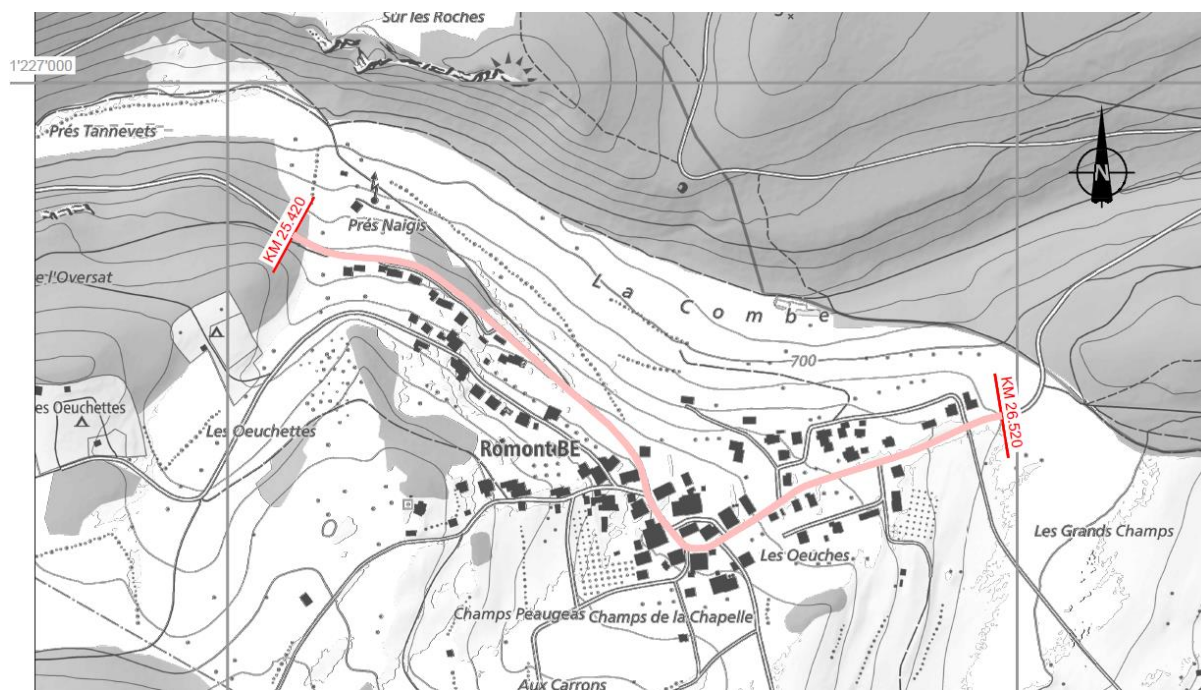 Sur les Roches
1'227'000
Prés Tannevets
N
KM 25.420
Prés Naigis
e l'Oversat
La Combe
700
es Oeuchettes
Les Oeuchettes
KM 26.520
Romont BE
Les Grands Champs
Les Oeuches
Champs Peaugeas
Champs de la Chapelle
Aux Carrons